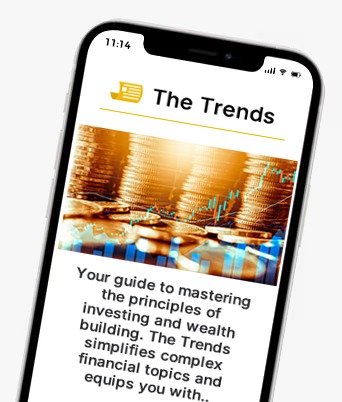 11:14
The Trends
Your guide to mastering
the principles of
investing and wealth
building. The Trends
simplifies complex
financial topics and
equips you with..